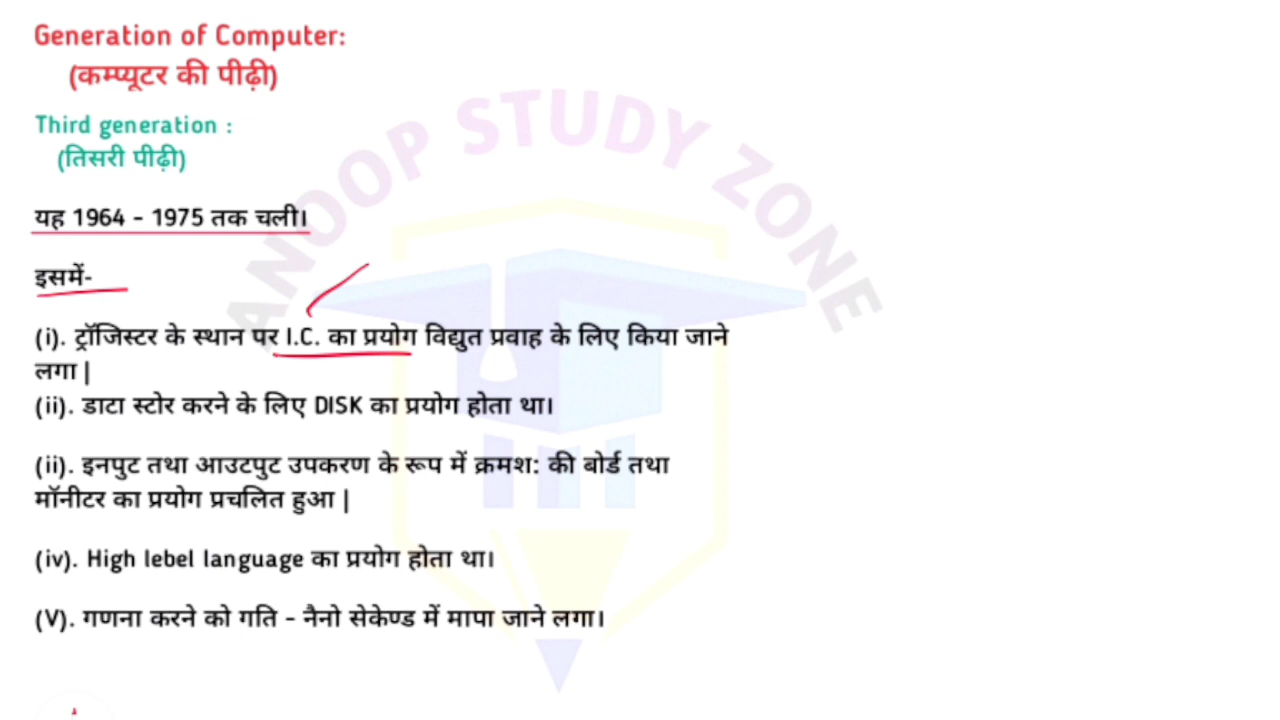 Generation of Computer:
(कम्प्यूटर की पीढ़ी)
Third generation :
(तिसरी पीढ़ी)
यह 1964 - 1975 तक चली।
इसमें-
(i). ट्रॉजिस्टर के स्थान पर I.C. का प्रयोग विद्युत प्रवाह के लिए किया जाने
लगा |
(ii). डाटा स्टोर करने के लिए DISK का प्रयोग होता था।
(ii). इनपुट तथा आउटपुट उपकरण के रूप में क्रमश: की बोर्ड तथा
मॉनीटर का प्रयोग प्रचलित हुआ |
(iv). High lebel language का प्रयोग होता था।
(V). गणना करने को गति - नैनो सेकेण्ड में मापा जाने लगा।
ANOOP STUDY ZONE